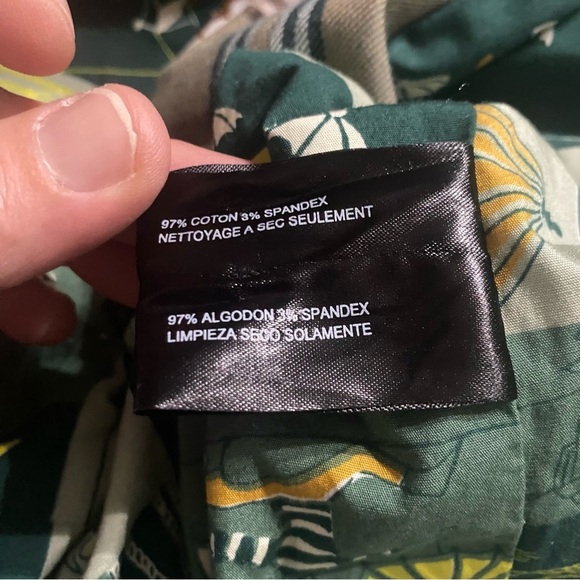 97% COTON 3% SPANDEX
NETTOYAGE A SEC SEULEMENT
97% ALGODON 3% SPANDEX
LIMPIEZA SECO SOLAMENTE